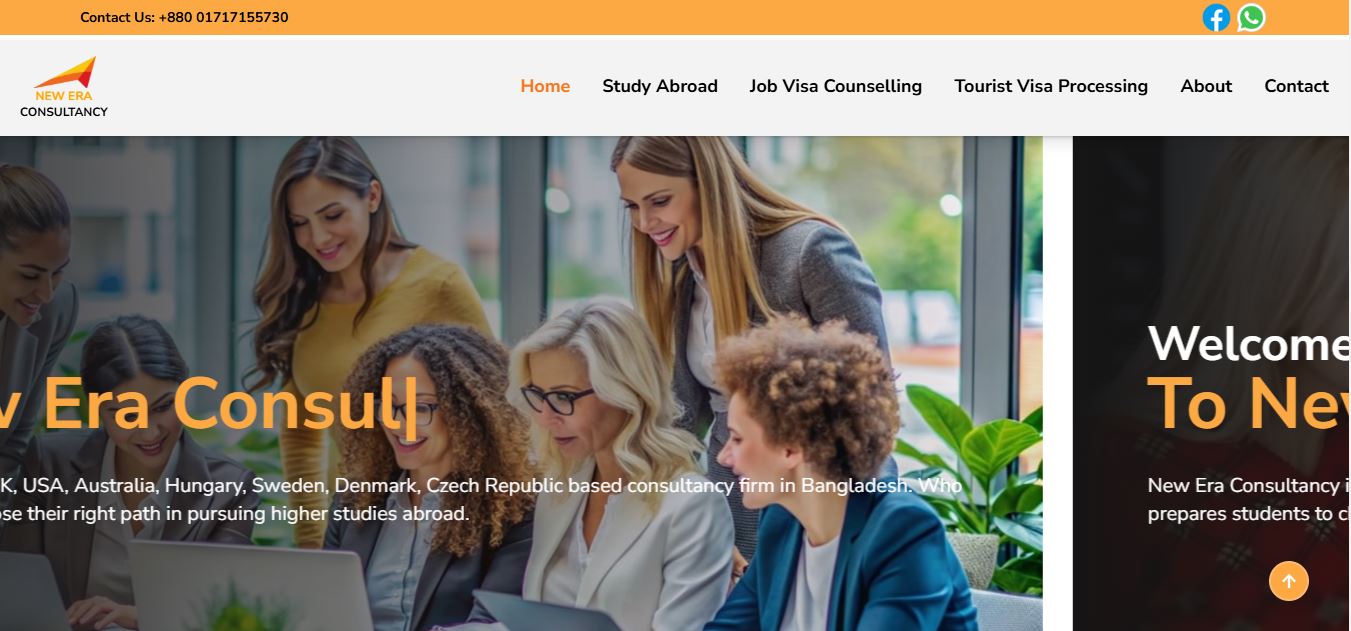 Contact Us: +880 01717155730
NEW ERA
CONSULTANCY
Home Study Abroad Job Visa Counselling Tourist Visa Processing About Contact
Era Consul
K, USA, Australia, Hungary, Sweden, Denmark, Czech Republic based consultancy firm in Bangladesh. Who
ose their right path in pursuing higher studies abroad.
Welcome
To New
New Era Consultancy i
prepares students to cl